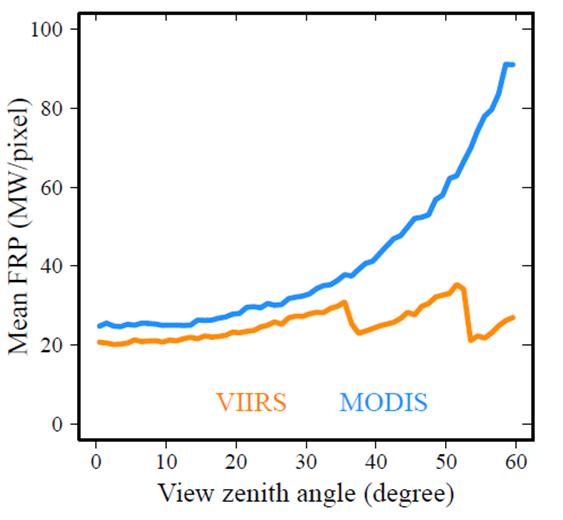 100
80
60
40
20
0
Mean FRP (MW/pixel)
VIIRS MODIS
0 10 20 30 40 50 60
View zenith angle (degree)